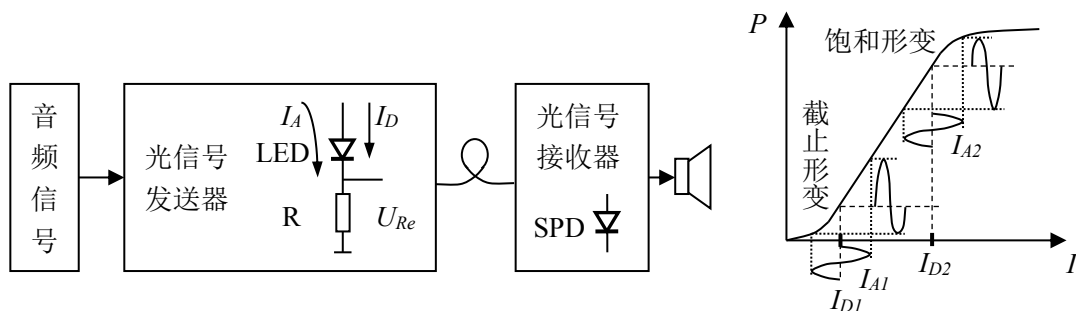 音频信号
光信号
发送器
I_A
I_D
LED
R
U_Re
光信号
接收器
SPD
P
饱和形变
截止形变
I_A2
I_A1
I_D2
I_D1
I